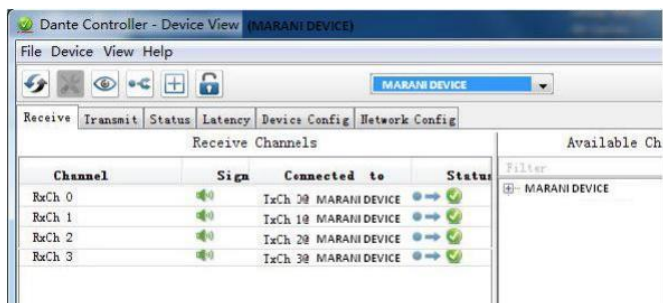 Dante Controller - Device View (MARANI DEVICE)
File Device View Help
MARANI DEVICE
Receive Transmit Status Latency Device Config Network Config
Receive Channels
Available Ch
Filter
Channel Sign Connected to Status
MARANI DEVICE
RxCh 0 TxCh 0@ MARANI DEVICE
RxCh 1 TxCh 1@ MARANI DEVICE
RxCh 2 TxCh 2@ MARANI DEVICE
RxCh 3 TxCh 3@ MARANI DEVICE